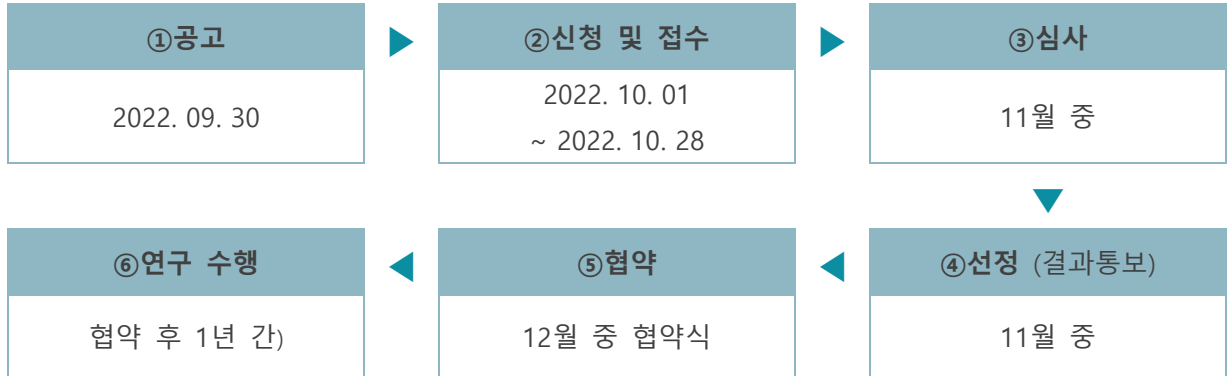 ①공고
2022. 09. 30
②신청 및 접수
2022. 10. 01
~ 2022. 10. 28
③심사
11월 중
④선정 (결과통보)
11월 중
⑤협약
12월 중 협약식
⑥연구 수행
협약 후 1년 간)